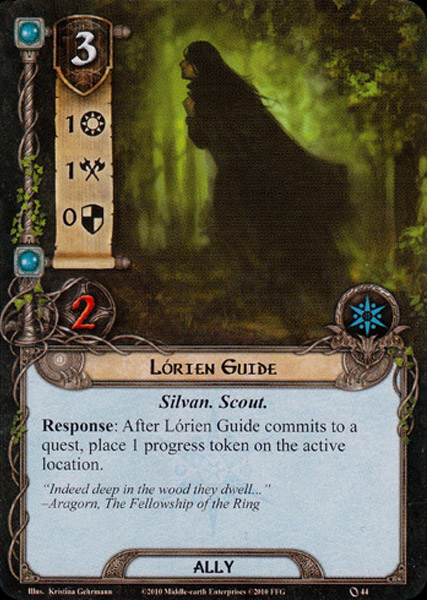 3
1
1
0
2
Lórien Guide
Silvan. Scout.
Response: After Lórien Guide commits to a
quest, place 1 progress token on the active
location.
“Indeed deep in the wood they dwell...”
–Aragorn, The Fellowship of the Ring
ALLY
Illus. Kristina Gehrmann ©2010 Middle-earth Enterprises ©2010 FFG 44